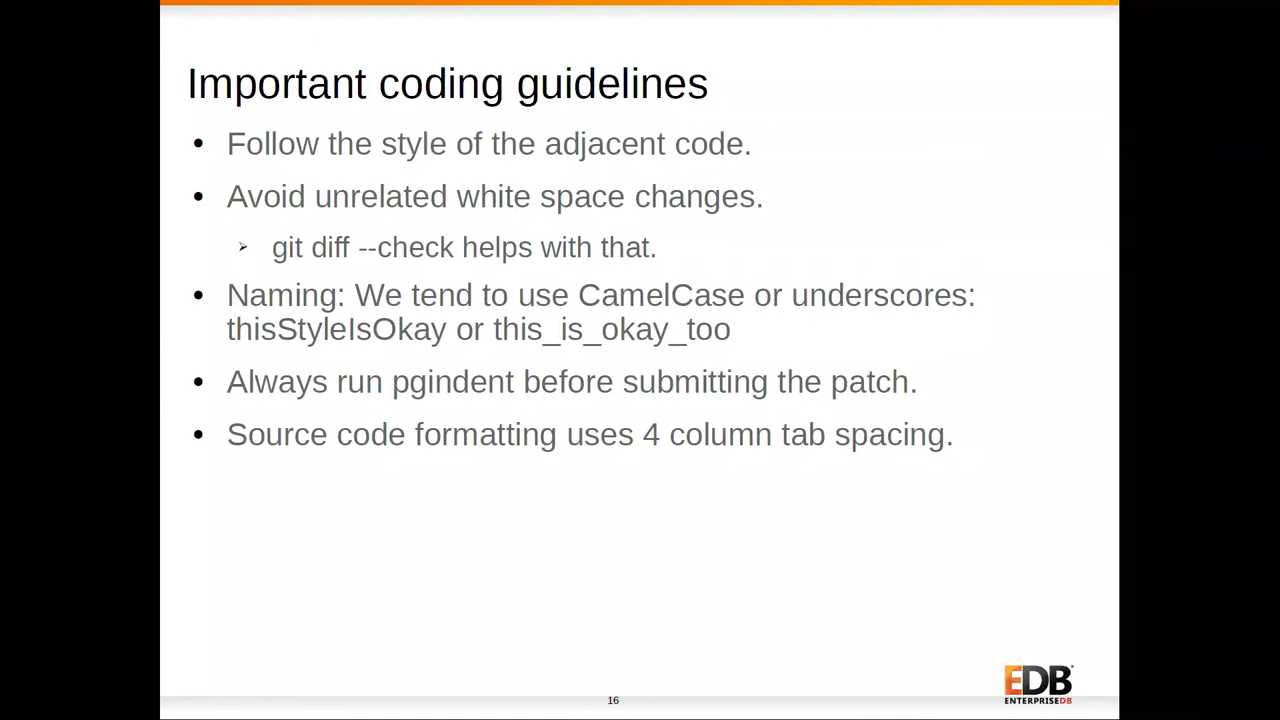 Important coding guidelines
• Follow the style of the adjacent code.
• Avoid unrelated white space changes.
➢ git diff --check helps with that.
• Naming: We tend to use CamelCase or underscores:
thisStyleIsOkay or this_is_okay_too
• Always run pgindent before submitting the patch.
• Source code formatting uses 4 column tab spacing.
EDB
ENTERPRISEDB
16